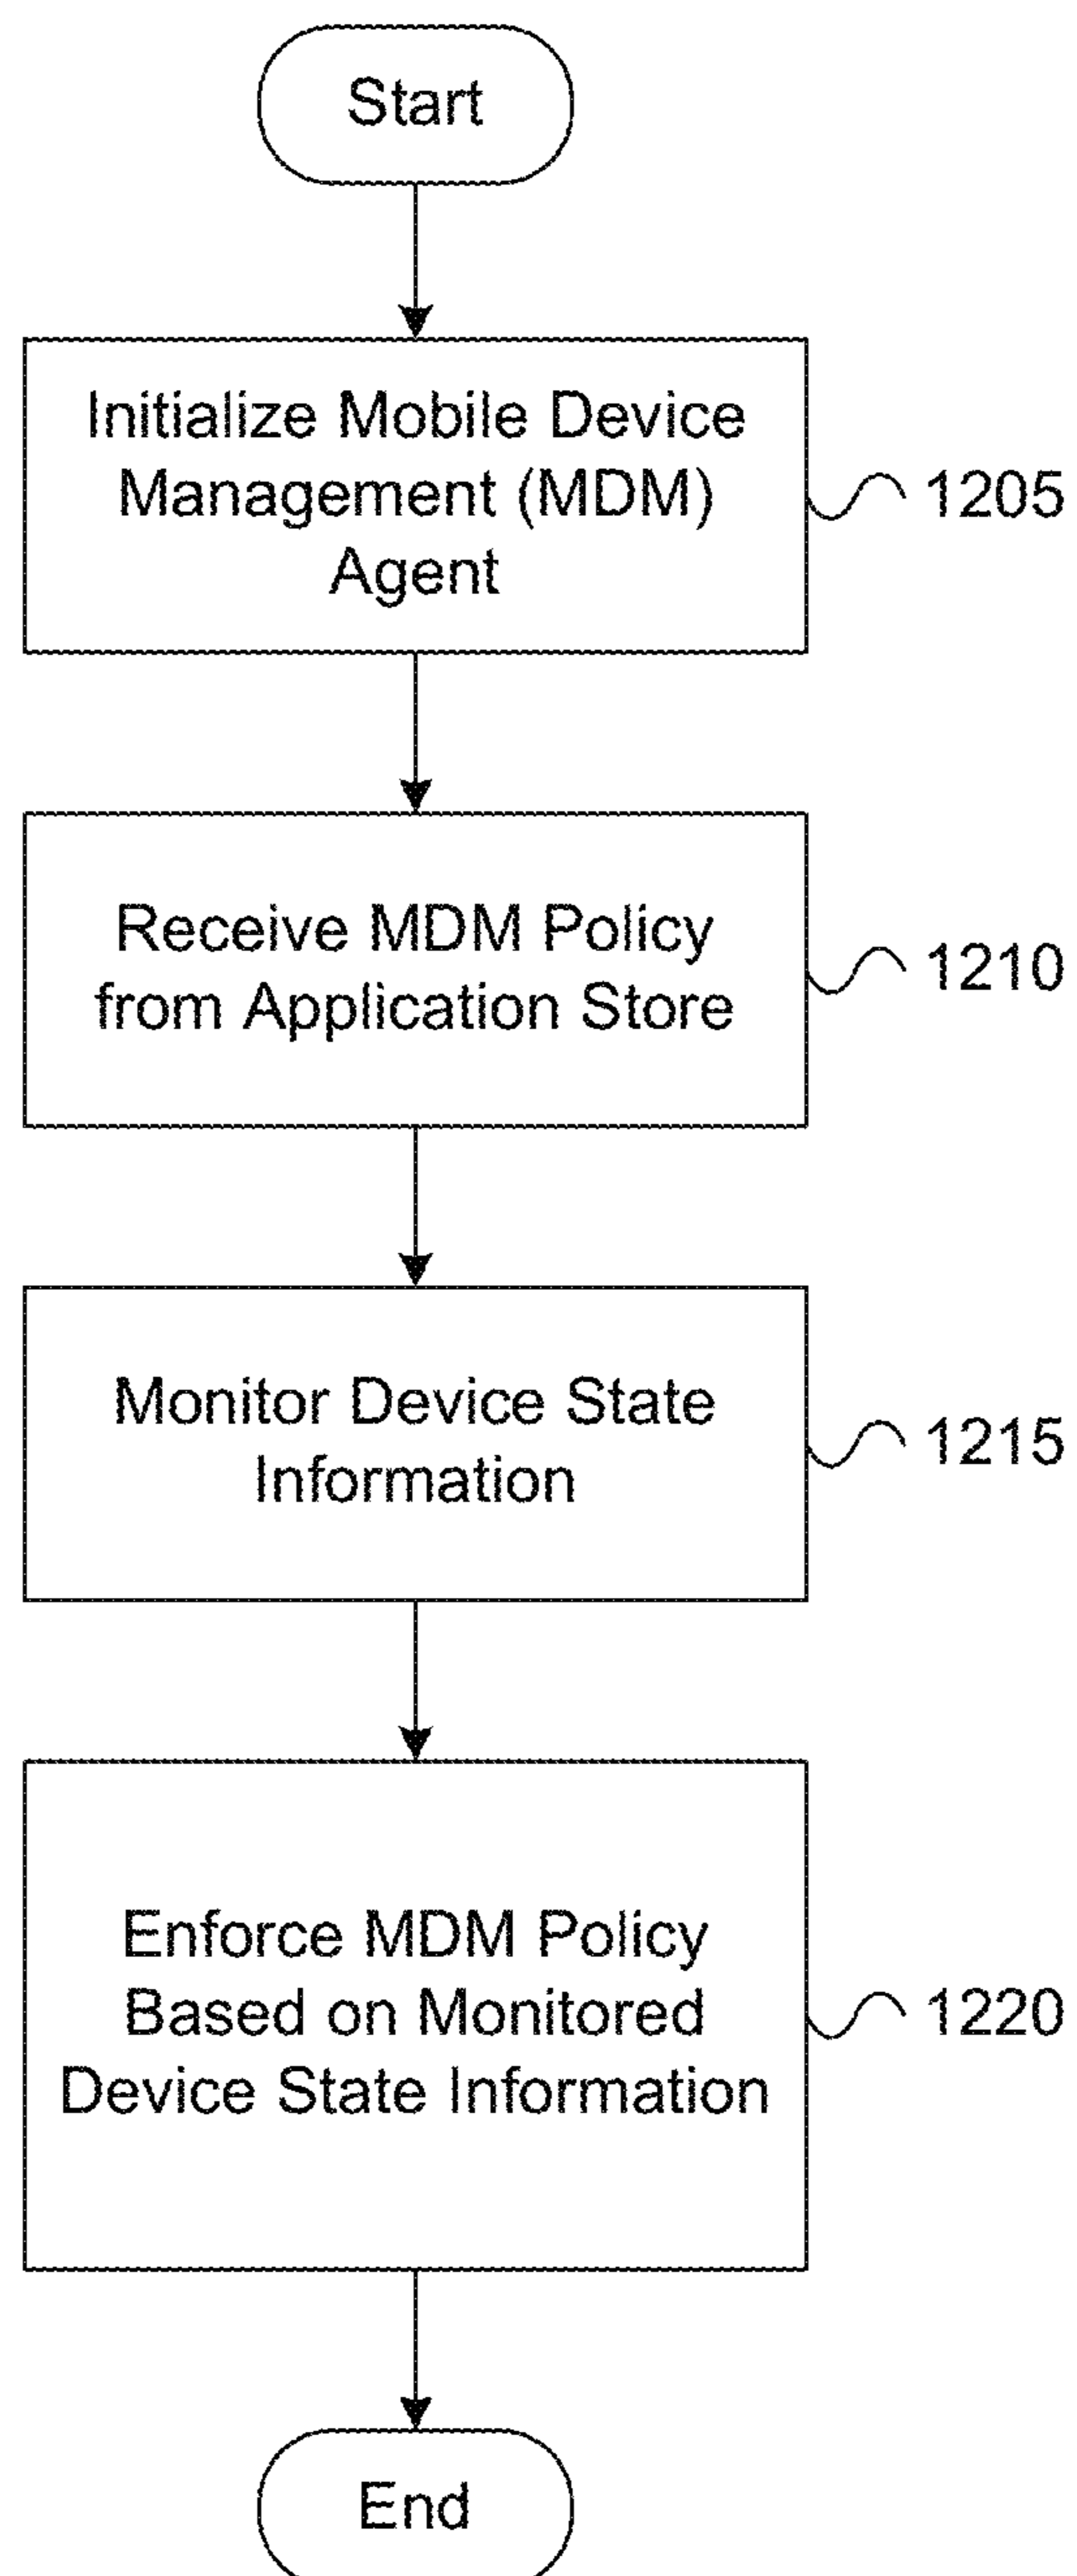 Start
Initialize Mobile Device
Management (MDM)
Agent
1205
Receive MDM Policy
from Application Store
1210
Monitor Device State
Information
1215
Enforce MDM Policy
Based on Monitored
Device State Information
1220
End